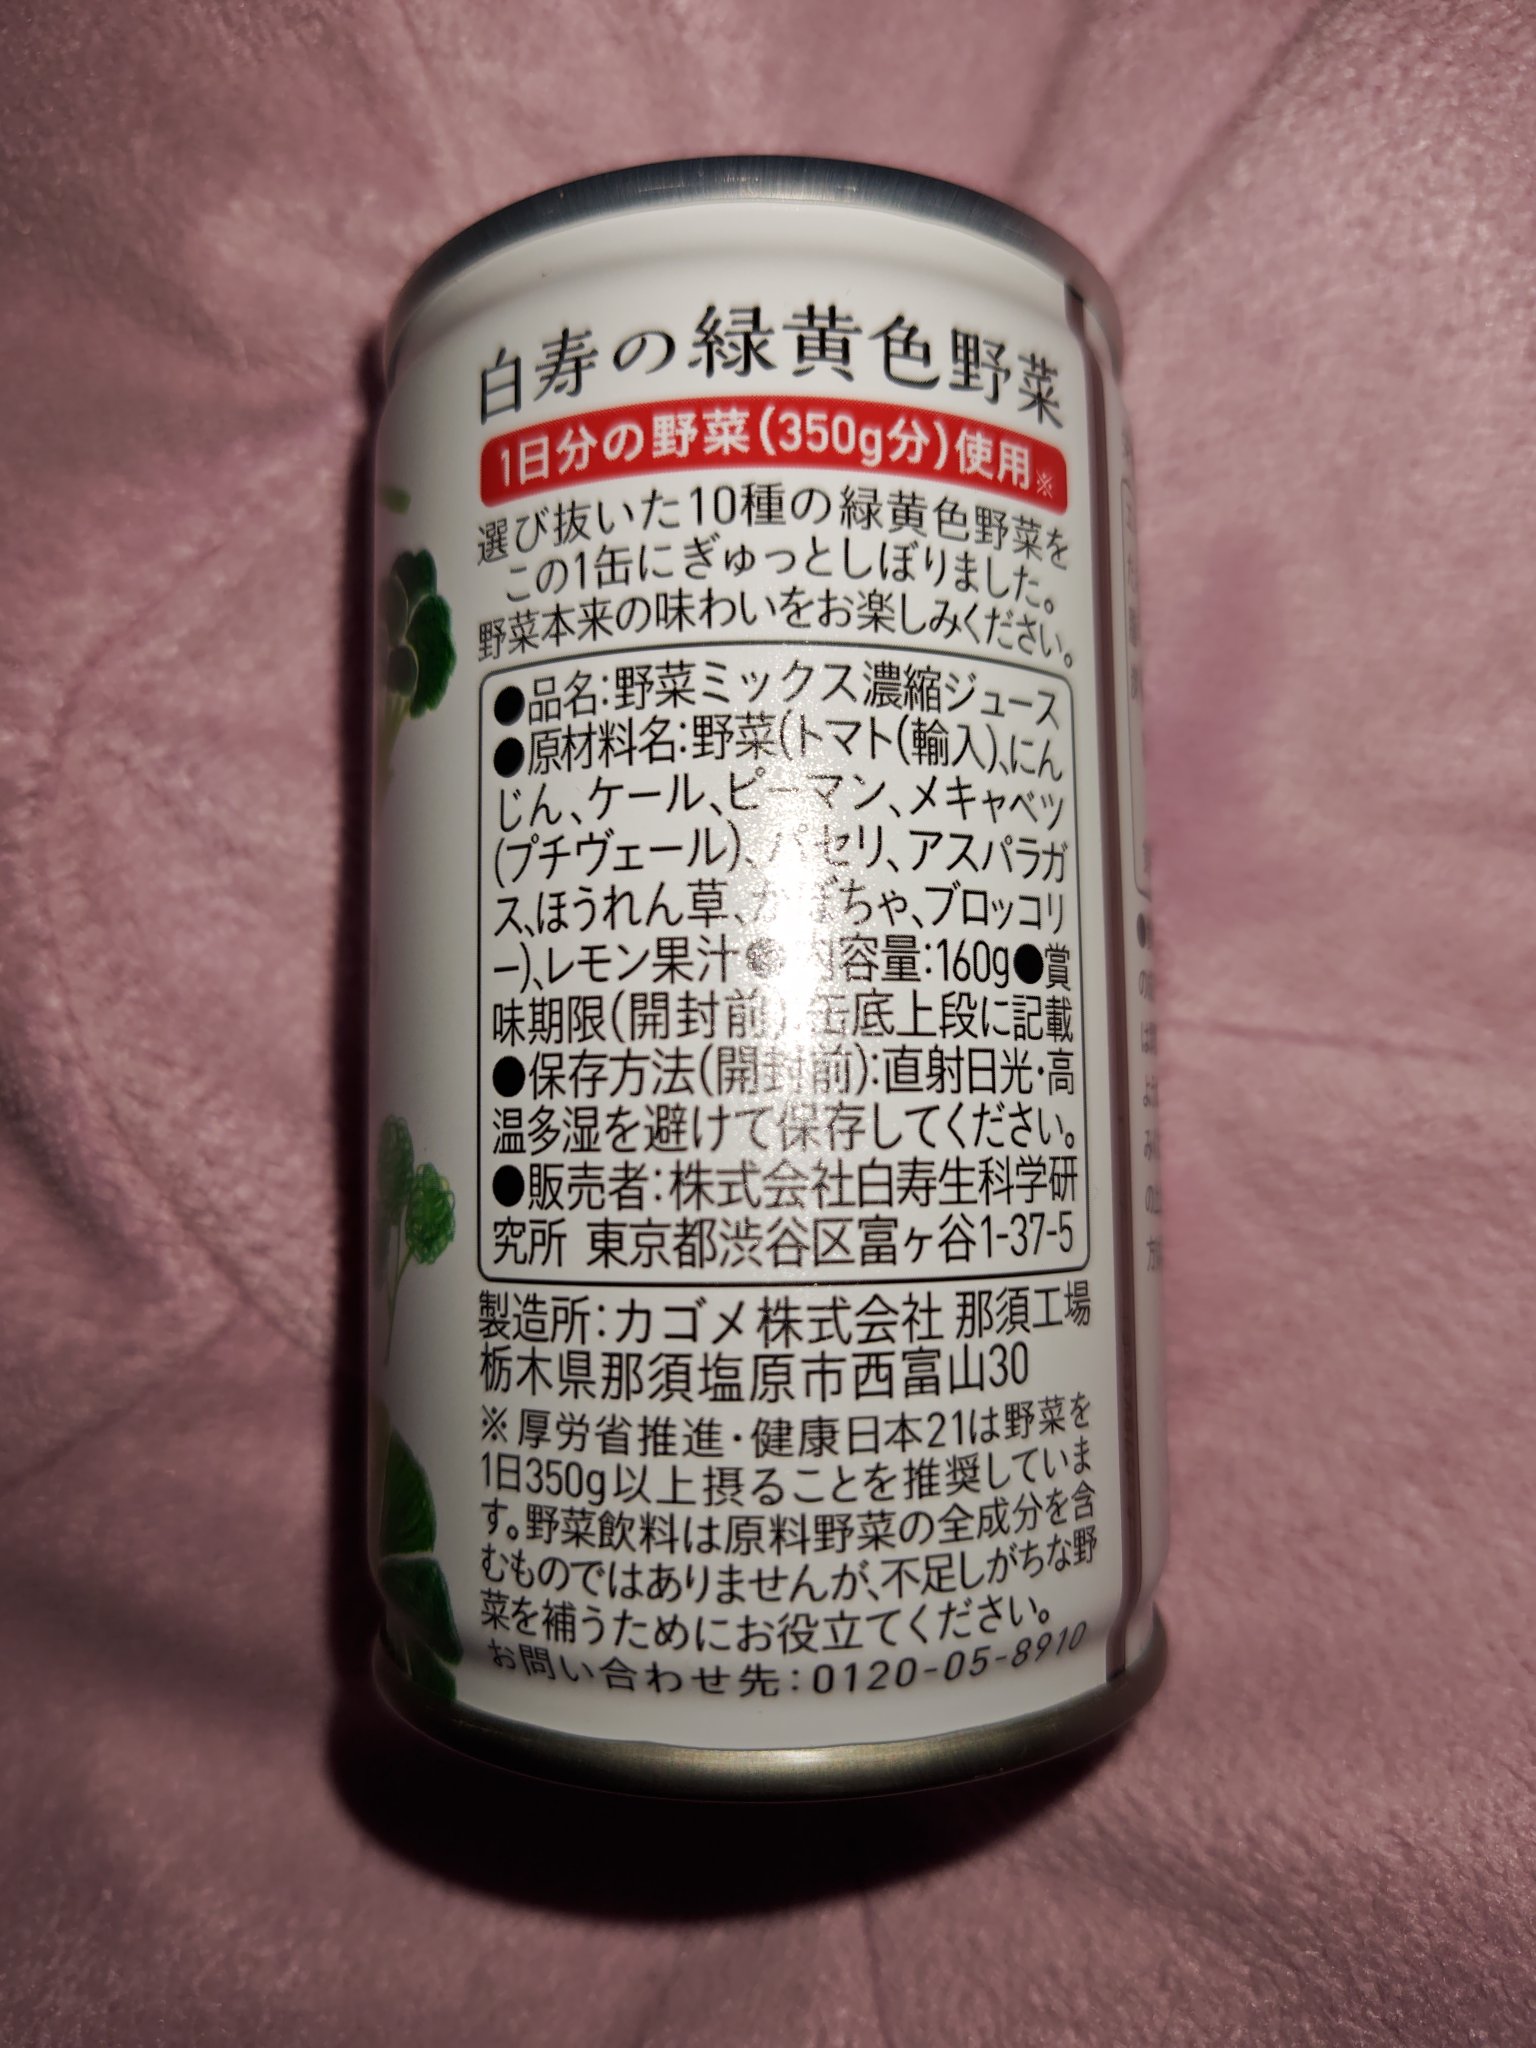 白寿の緑黄色野菜
1日分の野菜(350g分)使用※
選び抜いた10種の緑黄色野菜を
この1缶にぎゅっとしぼりました。
野菜本来の味わいをお楽しみください。
●品名:野菜ミックス濃縮ジュース
●原材料名:野菜(トマト(輸入)、にん
じん、ケール、ピーマン、メキャベツ
(プチヴェール)、パセリ、アスパラガ
ス、ほうれん草、かぼちゃ、ブロッコリ
ー)、レモン果汁●内容量:160g●賞
味期限(開封前):缶底上段に記載
●保存方法(開封前):直射日光・高
温多湿を避けて保存してください。
●販売者:株式会社白寿生科学研
究所 東京都渋谷区富ヶ谷1-37-5
製造所:カゴメ株式会社 那須工場
栃木県那須塩原市西富山30
※厚労省推進・健康日本21は野菜を
1日350g以上摂ることを推奨していま
す。野菜飲料は原料野菜の全成分を含
むものではありませんが、不足しがちな野
菜を補うためにお役立てください。
お問い合わせ先:0120-05-8910